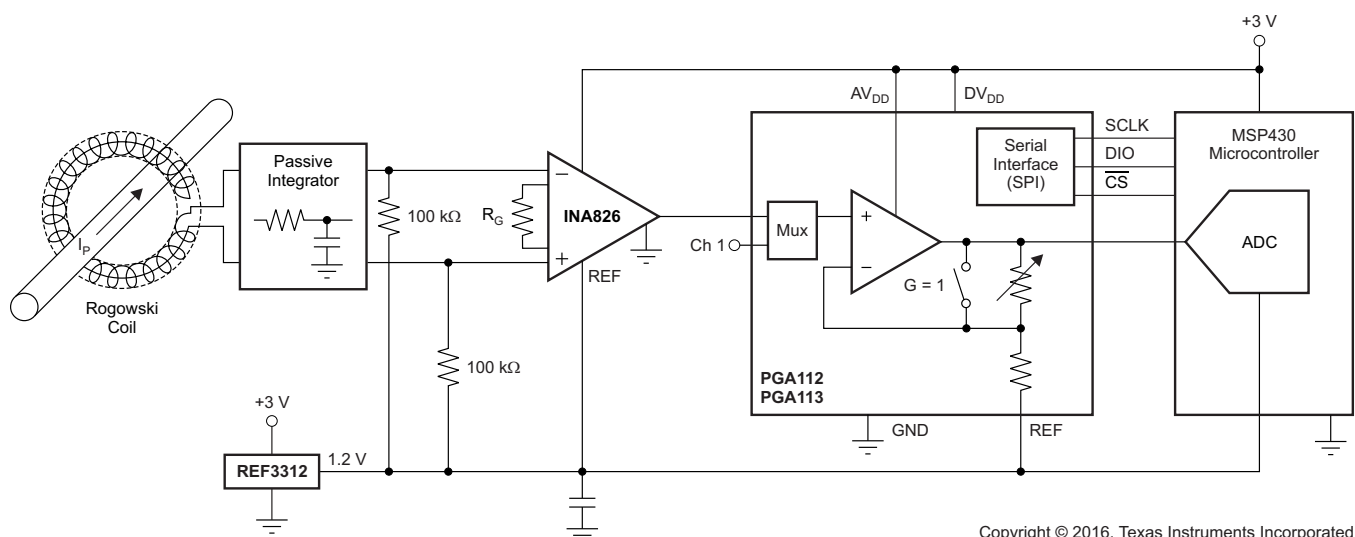 +3 V
AVDD
DVDD
SCLK
DIO
CS
Serial
Interface
(SPI)
MSP430
Microcontroller
ADC
Passive
Integrator
IP
Rogowski
Coil
100 kΩ
RG
INA826
REF
Ch 1
Mux
G = 1
100 kΩ
PGA112
PGA113
GND
REF
+3 V
REF3312
1.2 V
Copyright © 2016, Texas Instruments Incorporated